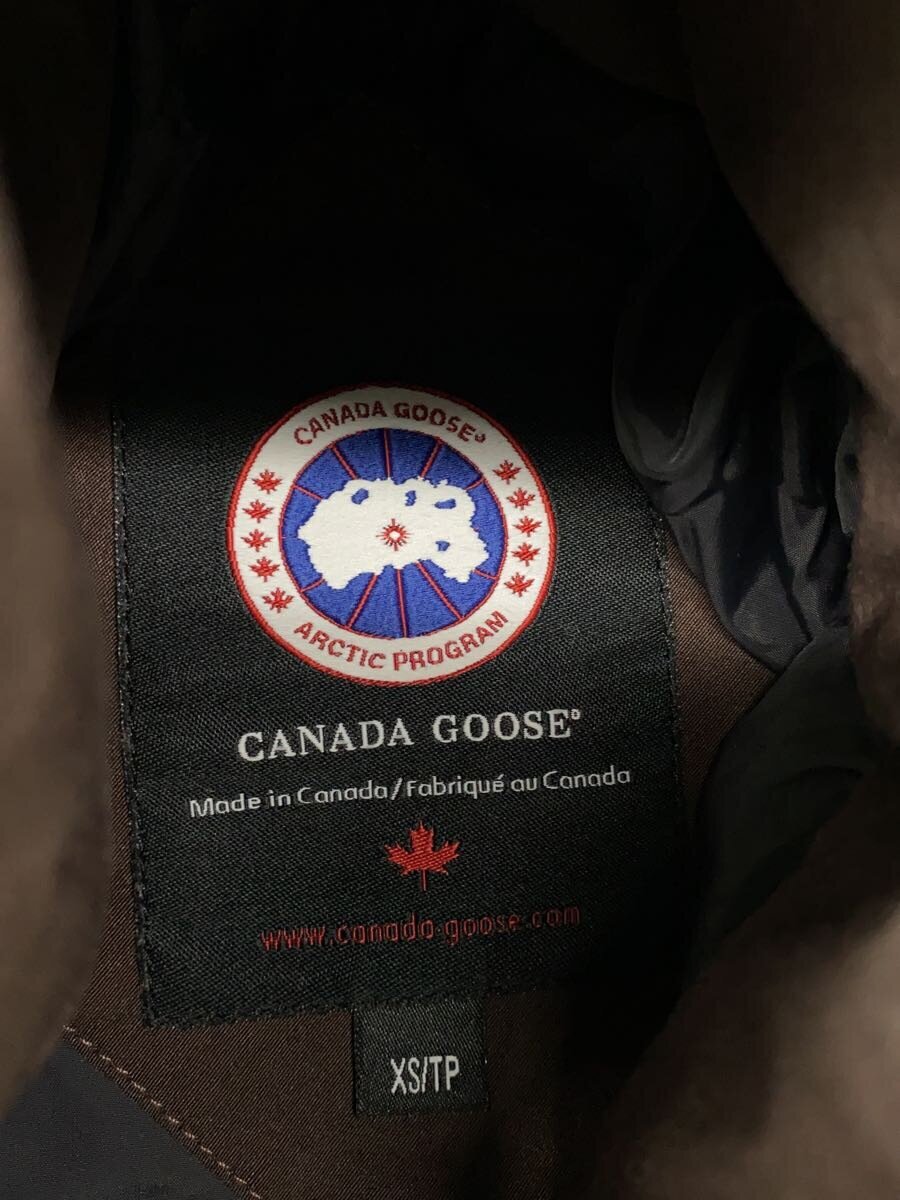 CANADA GOOSE®
ARCTIC PROGRAM
CANADA GOOSE®
Made in Canada/Fabriqué au Canada
www.canada-goose.com
XS/TP